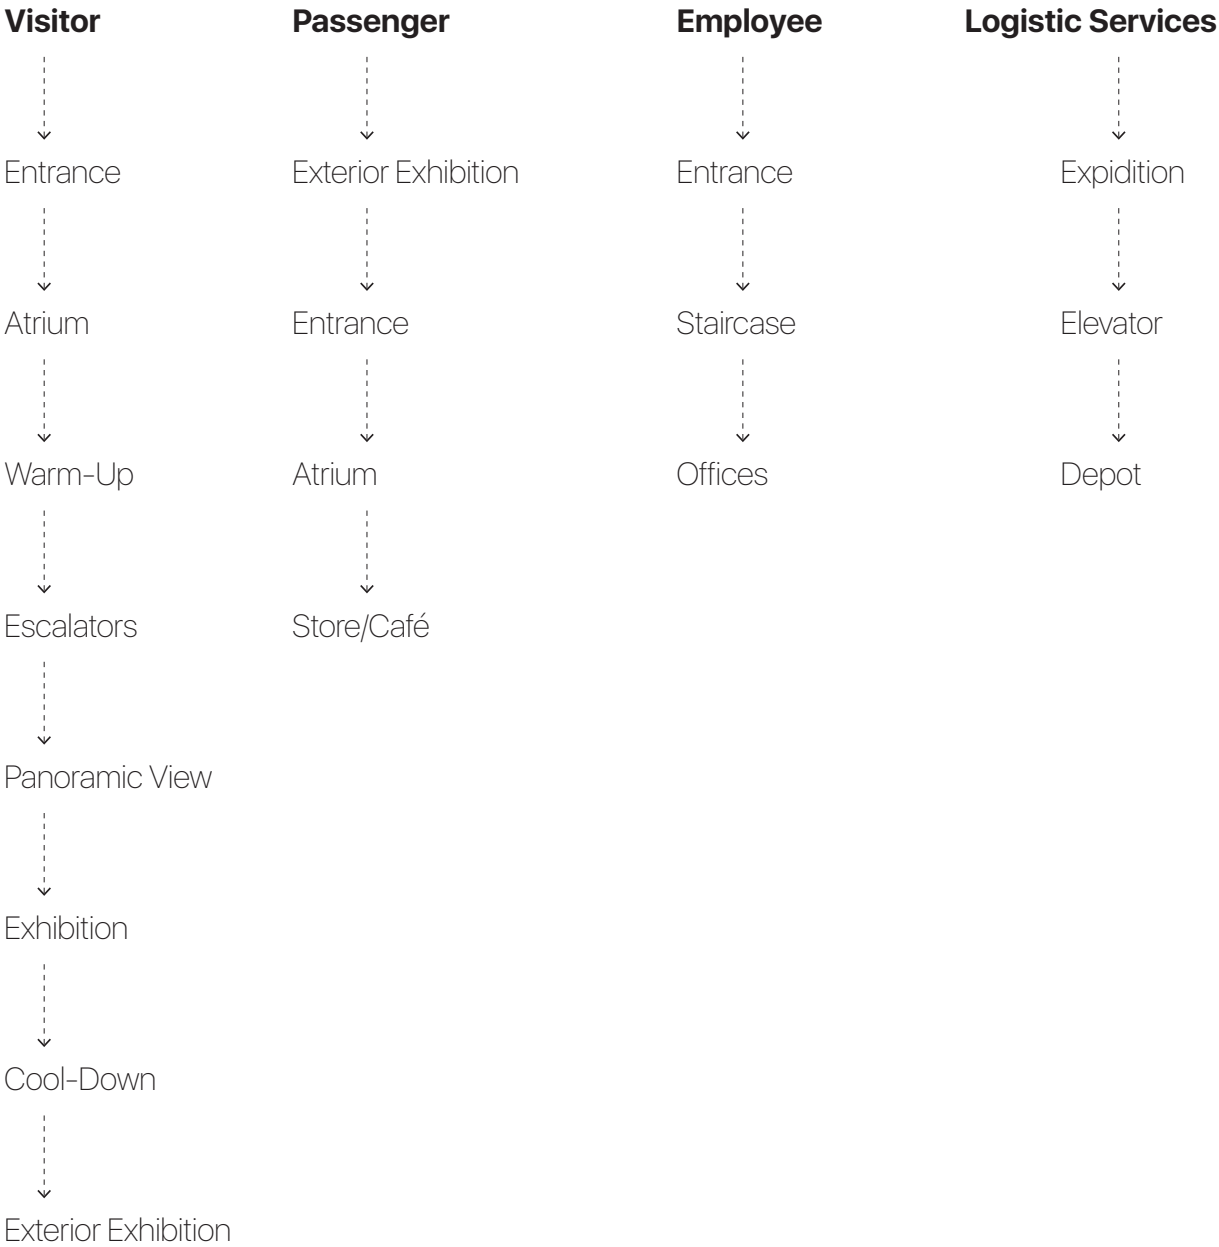 Visitor
Entrance
Atrium
Warm-Up
Escalators
Panoramic View
Exhibition
Cool-Down
Exterior Exhibition
Passenger
Exterior Exhibition
Entrance
Atrium
Store/Café
Employee
Entrance
Staircase
Offices
Logistic Services
Expidition
Elevator
Depot